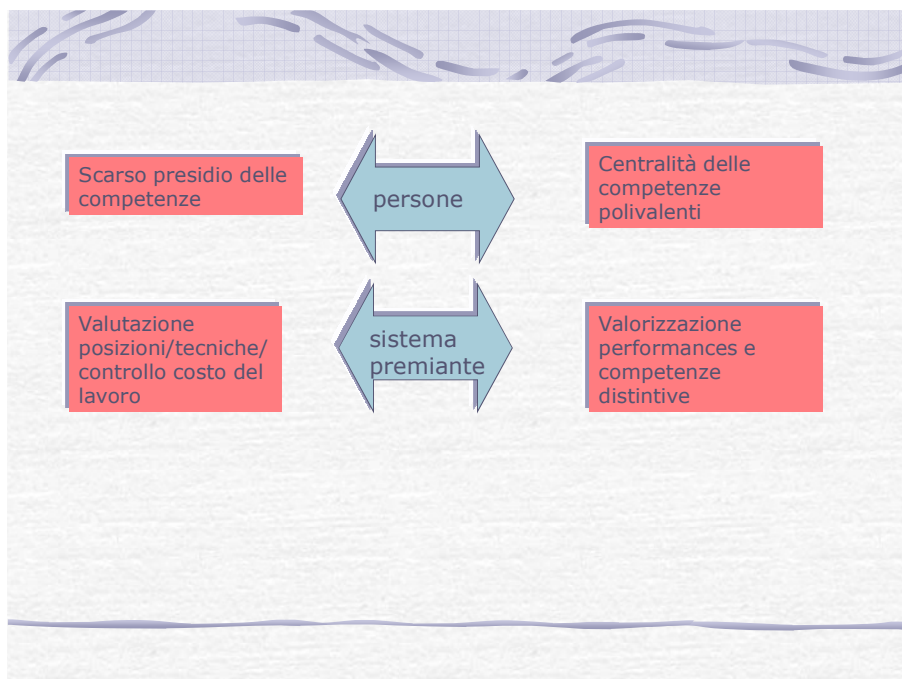 Scarso presidio delle
competenze
persone
Centralità delle
competenze
polivalenti
Valutazione
posizioni/tecniche/
controllo costo del
lavoro
sistema
premiante
Valorizzazione
performances e
competenze
distintive